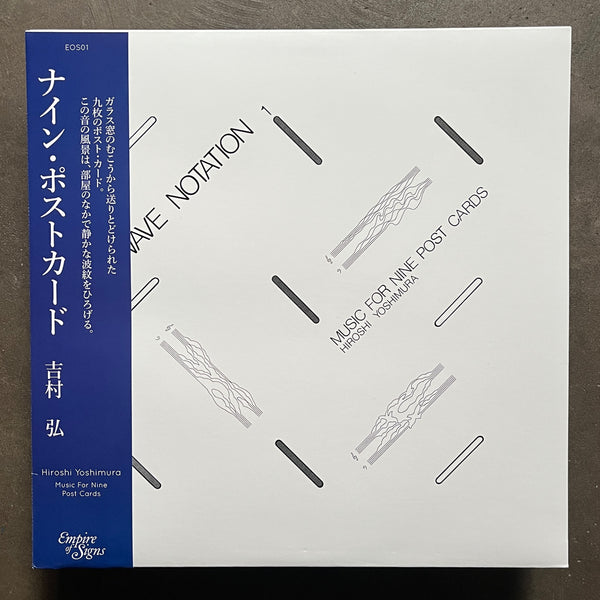 EOS01
ナイン・ポストカード
吉村 弘
ガラス窓のむこうから送りとどけられた
九枚のポスト・カード。
この音の風景は、部屋のなかで静かな波紋をひろげる。
Hiroshi Yoshimura
Music For Nine
Post Cards
Empire
of Signs
WAVE NOTATION 1
MUSIC FOR NINE POST CARDS
HIROSHI YOSHIMURA